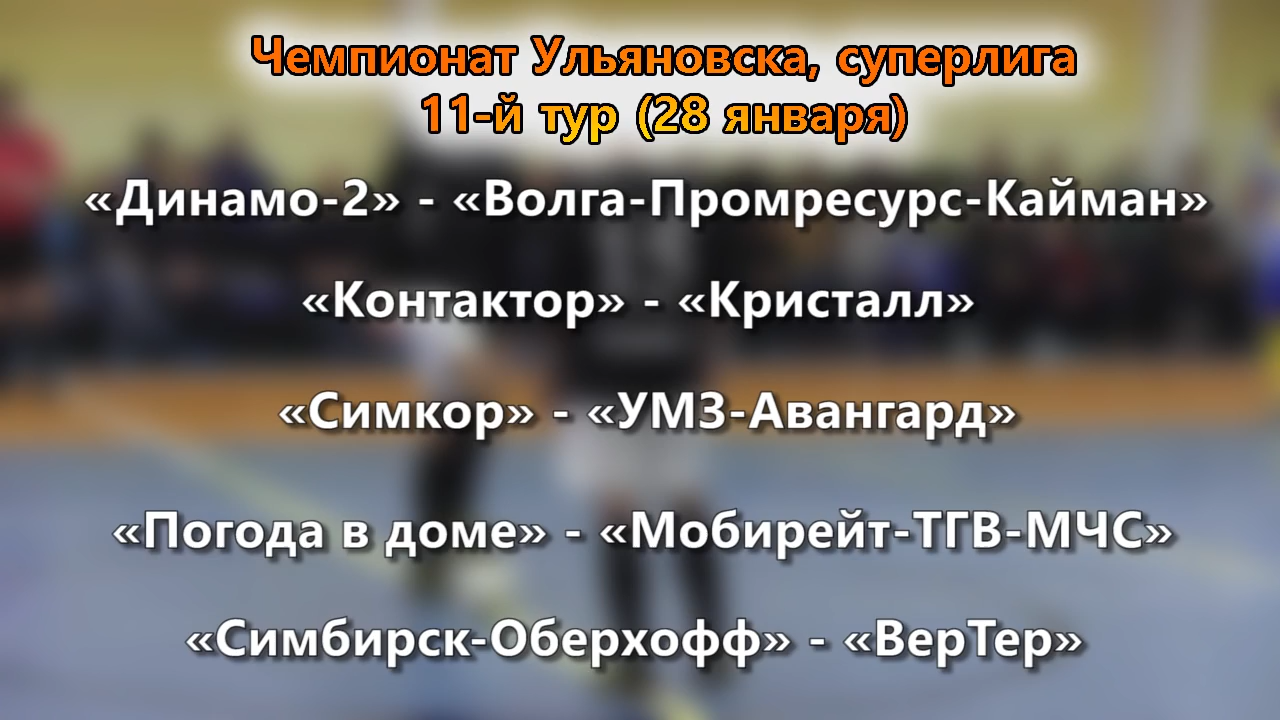 Чемпионат Ульяновска, суперлига
11-й тур (28 января)
«Динамо-2» - «Волга-Промресурс-Кайман»
«Контактор» - «Кристалл»
«Симкор» - «УМЗ-Авангард»
«Погода в доме» - «Мобирейт-ТГВ-МЧС»
«Симбирск-Оберхофф» - «ВерТер»